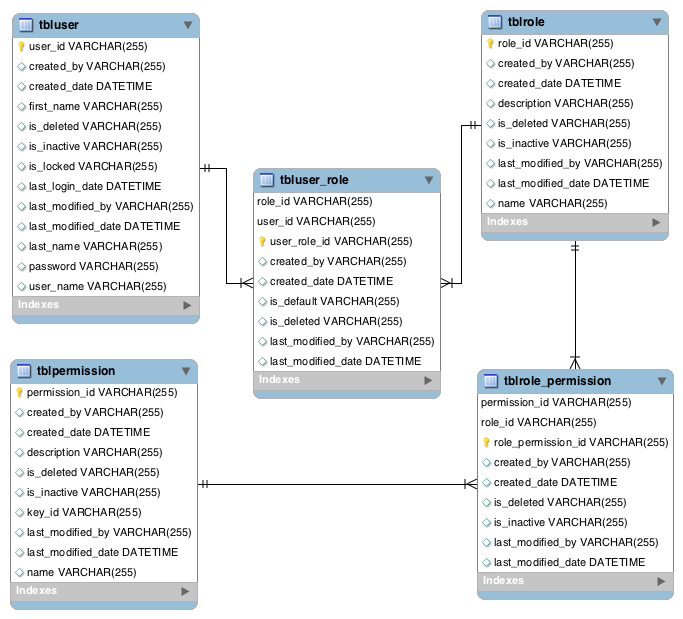 tbluser
user_id VARCHAR(255)
created_by VARCHAR(255)
created_date DATETIME
first_name VARCHAR(255)
is_deleted VARCHAR(255)
is_inactive VARCHAR(255)
is_locked VARCHAR(255)
last_login_date DATETIME
last_modified_by VARCHAR(255)
last_modified_date DATETIME
last_name VARCHAR(255)
password VARCHAR(255)
user_name VARCHAR(255)
Indexes
tblrole
role_id VARCHAR(255)
created_by VARCHAR(255)
created_date DATETIME
description VARCHAR(255)
is_deleted VARCHAR(255)
is_inactive VARCHAR(255)
last_modified_by VARCHAR(255)
last_modified_date DATETIME
name VARCHAR(255)
Indexes
tbluser_role
role_id VARCHAR(255)
user_id VARCHAR(255)
user_role_id VARCHAR(255)
created_by VARCHAR(255)
created_date DATETIME
is_default VARCHAR(255)
is_deleted VARCHAR(255)
last_modified_by VARCHAR(255)
last_modified_date DATETIME
Indexes
tblpermission
permission_id VARCHAR(255)
created_by VARCHAR(255)
created_date DATETIME
description VARCHAR(255)
is_deleted VARCHAR(255)
is_inactive VARCHAR(255)
key_id VARCHAR(255)
last_modified_by VARCHAR(255)
last_modified_date DATETIME
name VARCHAR(255)
Indexes
tblrole_permission
permission_id VARCHAR(255)
role_id VARCHAR(255)
role_permission_id VARCHAR(255)
created_by VARCHAR(255)
created_date DATETIME
is_deleted VARCHAR(255)
is_inactive VARCHAR(255)
last_modified_by VARCHAR(255)
last_modified_date DATETIME
Indexes